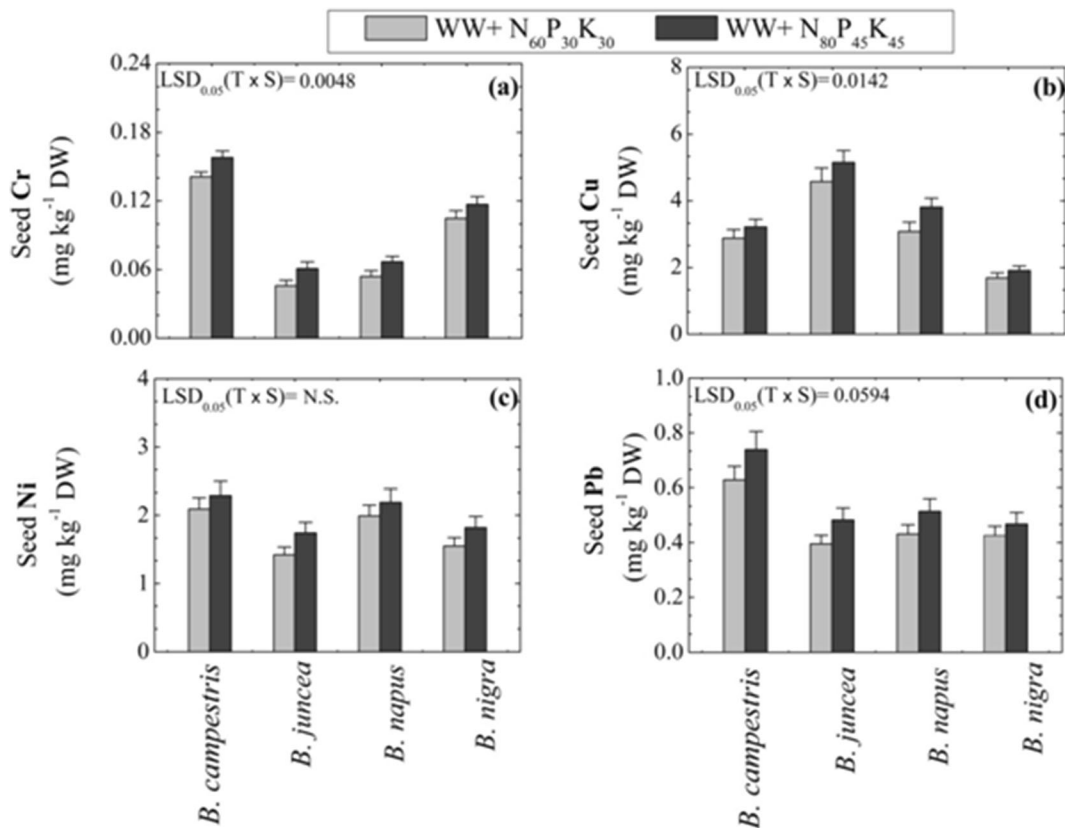 WW+ N₆₀P₃₀K₃₀ WW+ N₈₀P₄₅K₄₅
LSD₀.₀₅(T x S)= 0.0048 (a)
0.24
0.18
0.12
0.06
0.00
Seed Cr
(mg kg⁻¹ DW)
LSD₀.₀₅(T x S)= 0.0142 (b)
8
6
4
2
0
Seed Cu
(mg kg⁻¹ DW)
LSD₀.₀₅(T x S)= N.S. (c)
4
3
2
1
0
Seed Ni
(mg kg⁻¹ DW)
B. campestris
B. juncea
B. napus
B. nigra
LSD₀.₀₅(T x S)= 0.0594 (d)
1.0
0.8
0.6
0.4
0.2
0.0
Seed Pb
(mg kg⁻¹ DW)
B. campestris
B. juncea
B. napus
B. nigra